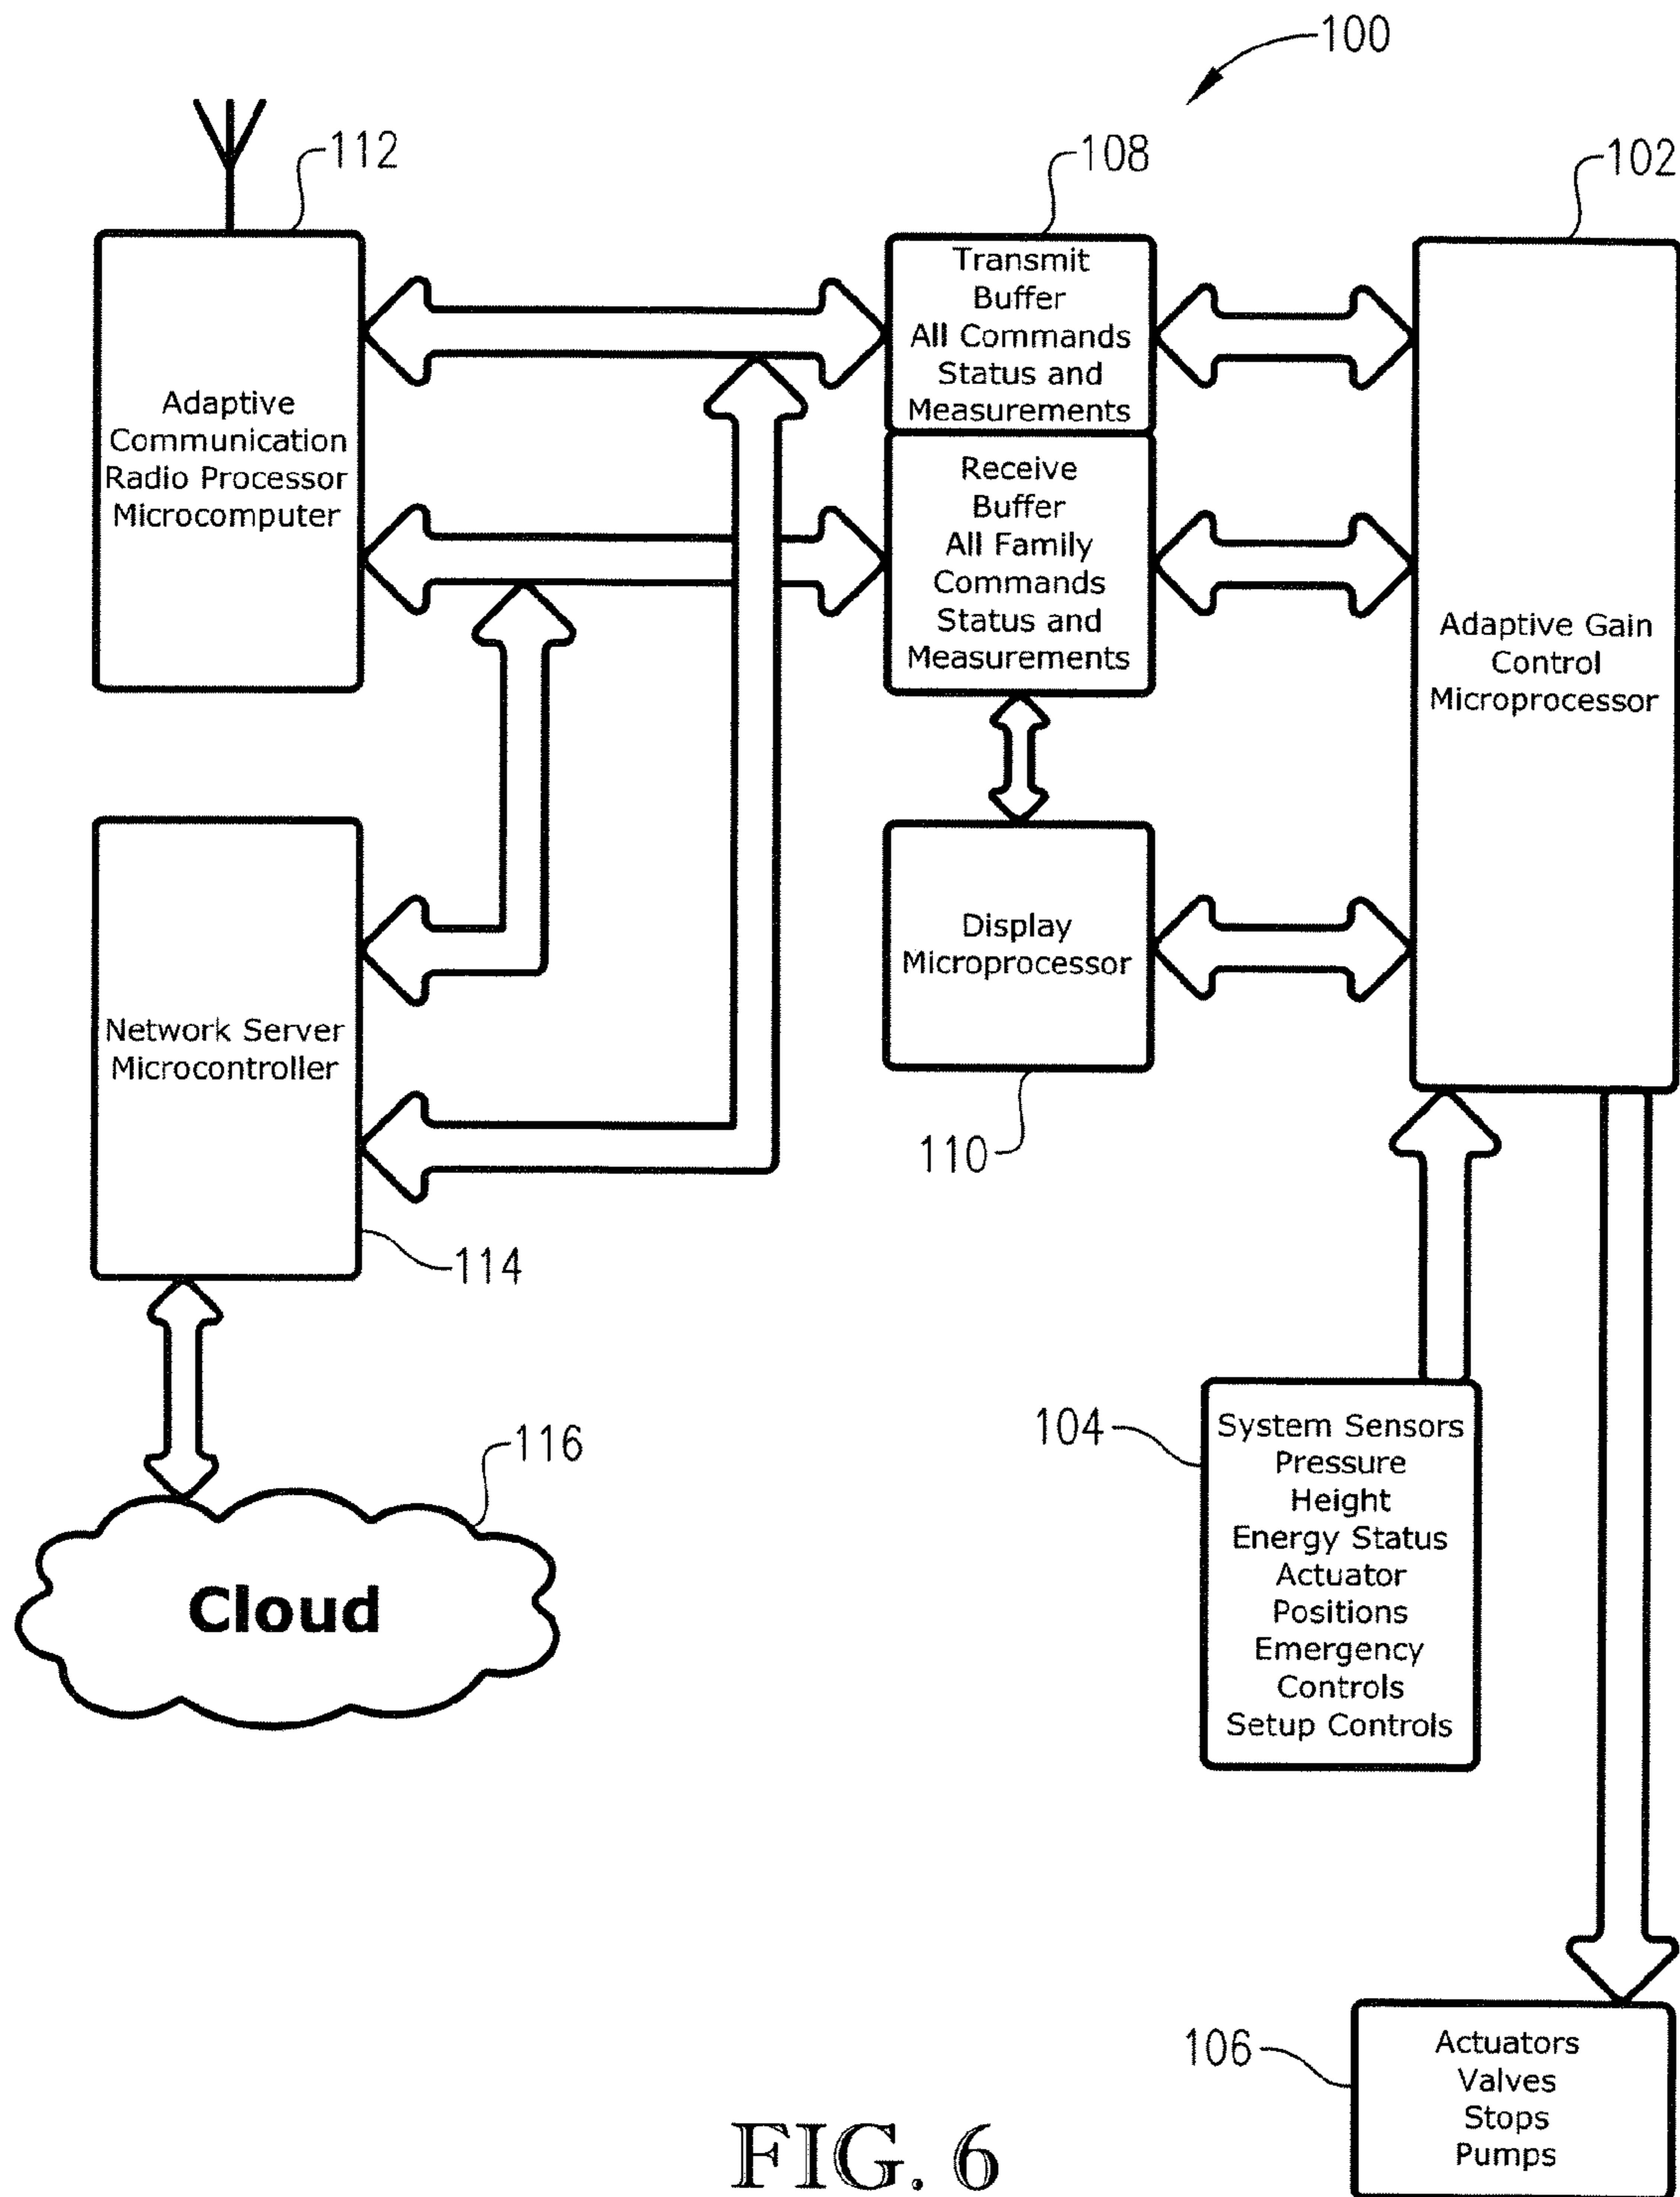 100
112
108
102
Adaptive
Communication
Radio Processor
Microcomputer
Transmit
Buffer
All Commands
Status and
Measurements
Receive
Buffer
All Family
Commands
Status and
Measurements
Adaptive Gain
Control
Microprocessor
Network Server
Microcontroller
114
Display
Microprocessor
110
116
Cloud
104
System Sensors
Pressure
Height
Energy Status
Actuator
Positions
Emergency
Controls
Setup Controls
106
Actuators
Valves
Stops
Pumps
FIG. 6